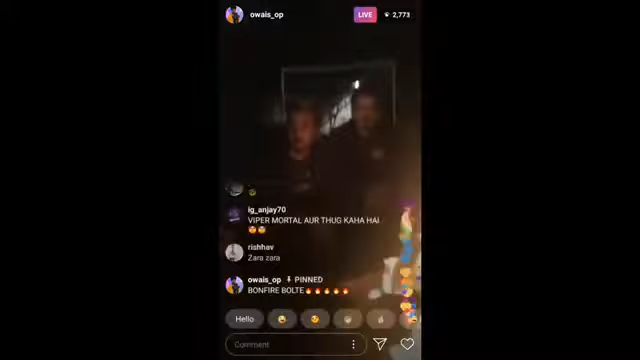 owais_op
LIVE 2,773
ig_anjay70
VIPER MORTAL AUR THUG KAHA HAI
rishhav
Zara zara
owais_op PINNED
BONFIRE BOLTE🔥🔥🔥🔥🔥
Hello
Comment